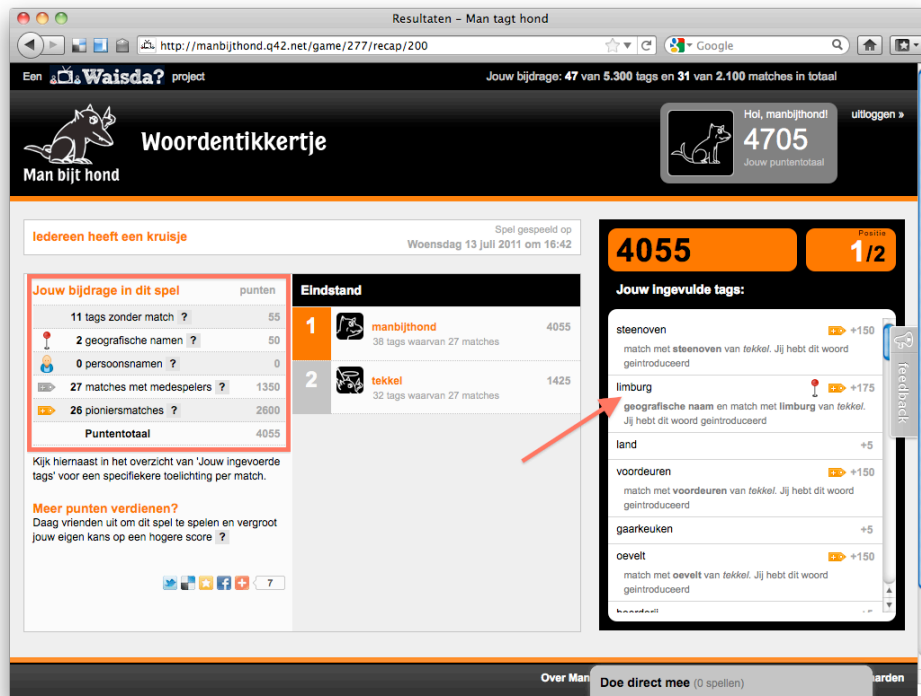 Resultaten – Man tagt hond
http://manbijthond.q42.net/game/277/recap/200
Google
Een Waisda? project
Jouw bijdrage: 47 van 5.300 tags en 31 van 2.100 matches in totaal
Man bijt hond
Woordentikkertje
Hoi, manbijthond!
4705
Jouw puntentotaal
uitloggen »
Iedereen heeft een kruisje
Spel gespeeld op
Woensdag 13 juli 2011 om 16:42
Jouw bijdrage in dit spel punten
11 tags zonder match ? 55
2 geografische namen ? 50
0 persoonsnamen ? 0
27 matches met medespelers ? 1350
26 pioniersmatches ? 2600
Puntentotaal 4055
Kijk hiernaast in het overzicht van 'Jouw ingevoerde
tags' voor een specifiekere toelichting per match.
Meer punten verdienen?
Daag vrienden uit om dit spel te spelen en vergroot
jouw eigen kans op een hogere score ?
7
Eindstand
1 manbijthond 4055
38 tags waarvan 27 matches
2 tekkel 1425
32 tags waarvan 27 matches
4055
Positie
1/2
Jouw ingevulde tags:
steenoven +150
match met steenoven van tekkel. Jij hebt dit woord
geintroduceerd
limburg +175
geografische naam en match met limburg van tekkel.
Jij hebt dit woord geintroduceerd
land +5
voordeuren +150
match met voordeuren van tekkel. Jij hebt dit woord
geintroduceerd
gaarkeuken +5
oevelt +150
match met oevelt van tekkel. Jij hebt dit woord
geintroduceerd
feedback
Over Man
Doe direct mee (0 spellen)
arden